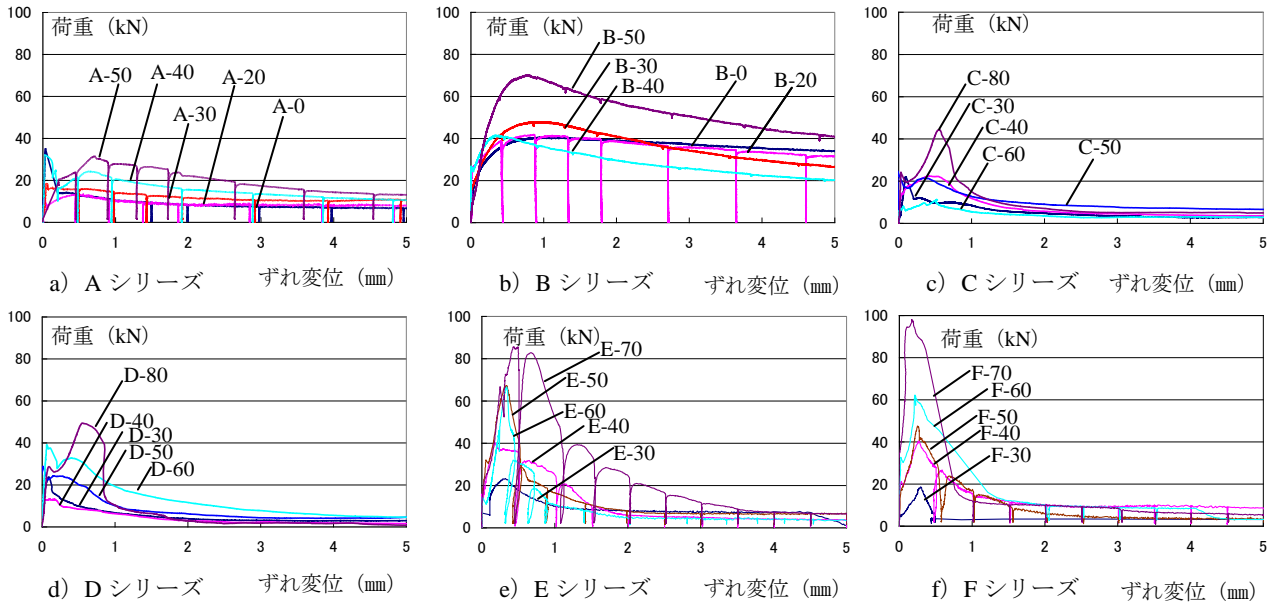 荷重 (kN)
100
80
60
40
20
0
A-50
A-40
A-20
A-30
A-0
0 1 2 3 4 5
a) A シリーズ ずれ変位 (mm)
荷重 (kN)
100
80
60
40
20
0
B-50
B-30
B-40
B-0
B-20
0 1 2 3 4 5
b) B シリーズ ずれ変位 (mm)
荷重 (kN)
100
80
60
40
20
0
C-80
C-30
C-40
C-60
C-50
0 1 2 3 4 5
c) C シリーズ ずれ変位 (mm)
荷重 (kN)
100
80
60
40
20
0
D-80
D-40
D-30
D-50
D-60
0 1 2 3 4 5
d) D シリーズ ずれ変位 (mm)
荷重 (kN)
100
80
60
40
20
0
E-70
E-50
E-60
E-40
E-30
0 1 2 3 4 5
e) E シリーズ ずれ変位 (mm)
荷重 (kN)
100
80
60
40
20
0
F-70
F-60
F-50
F-40
F-30
0 1 2 3 4 5
f) F シリーズ ずれ変位 (mm)